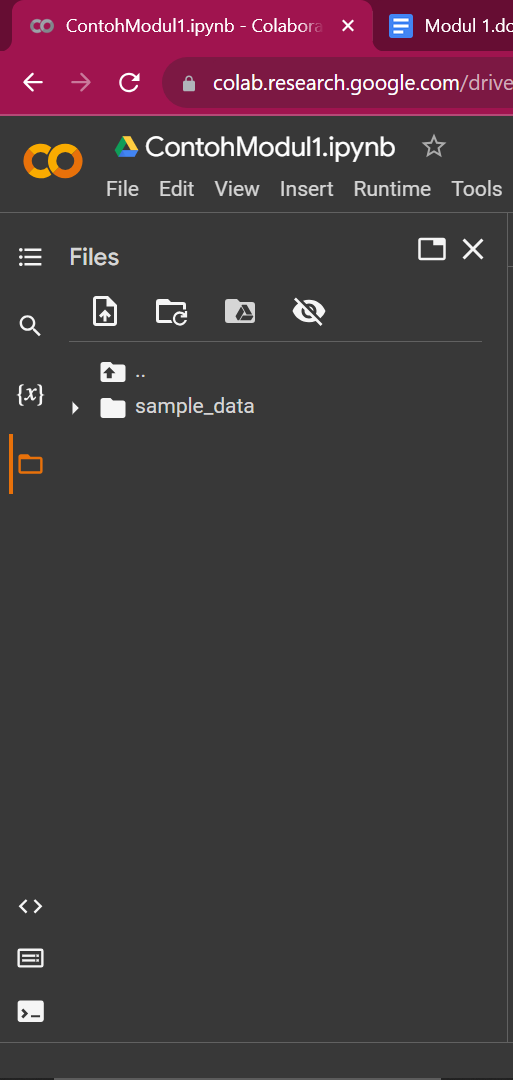 ContohModul1.ipynb - Colabora
Modul 1.do
colab.research.google.com/drive
ContohModul1.ipynb
File Edit View Insert Runtime Tools
Files
{x}
..
sample_data